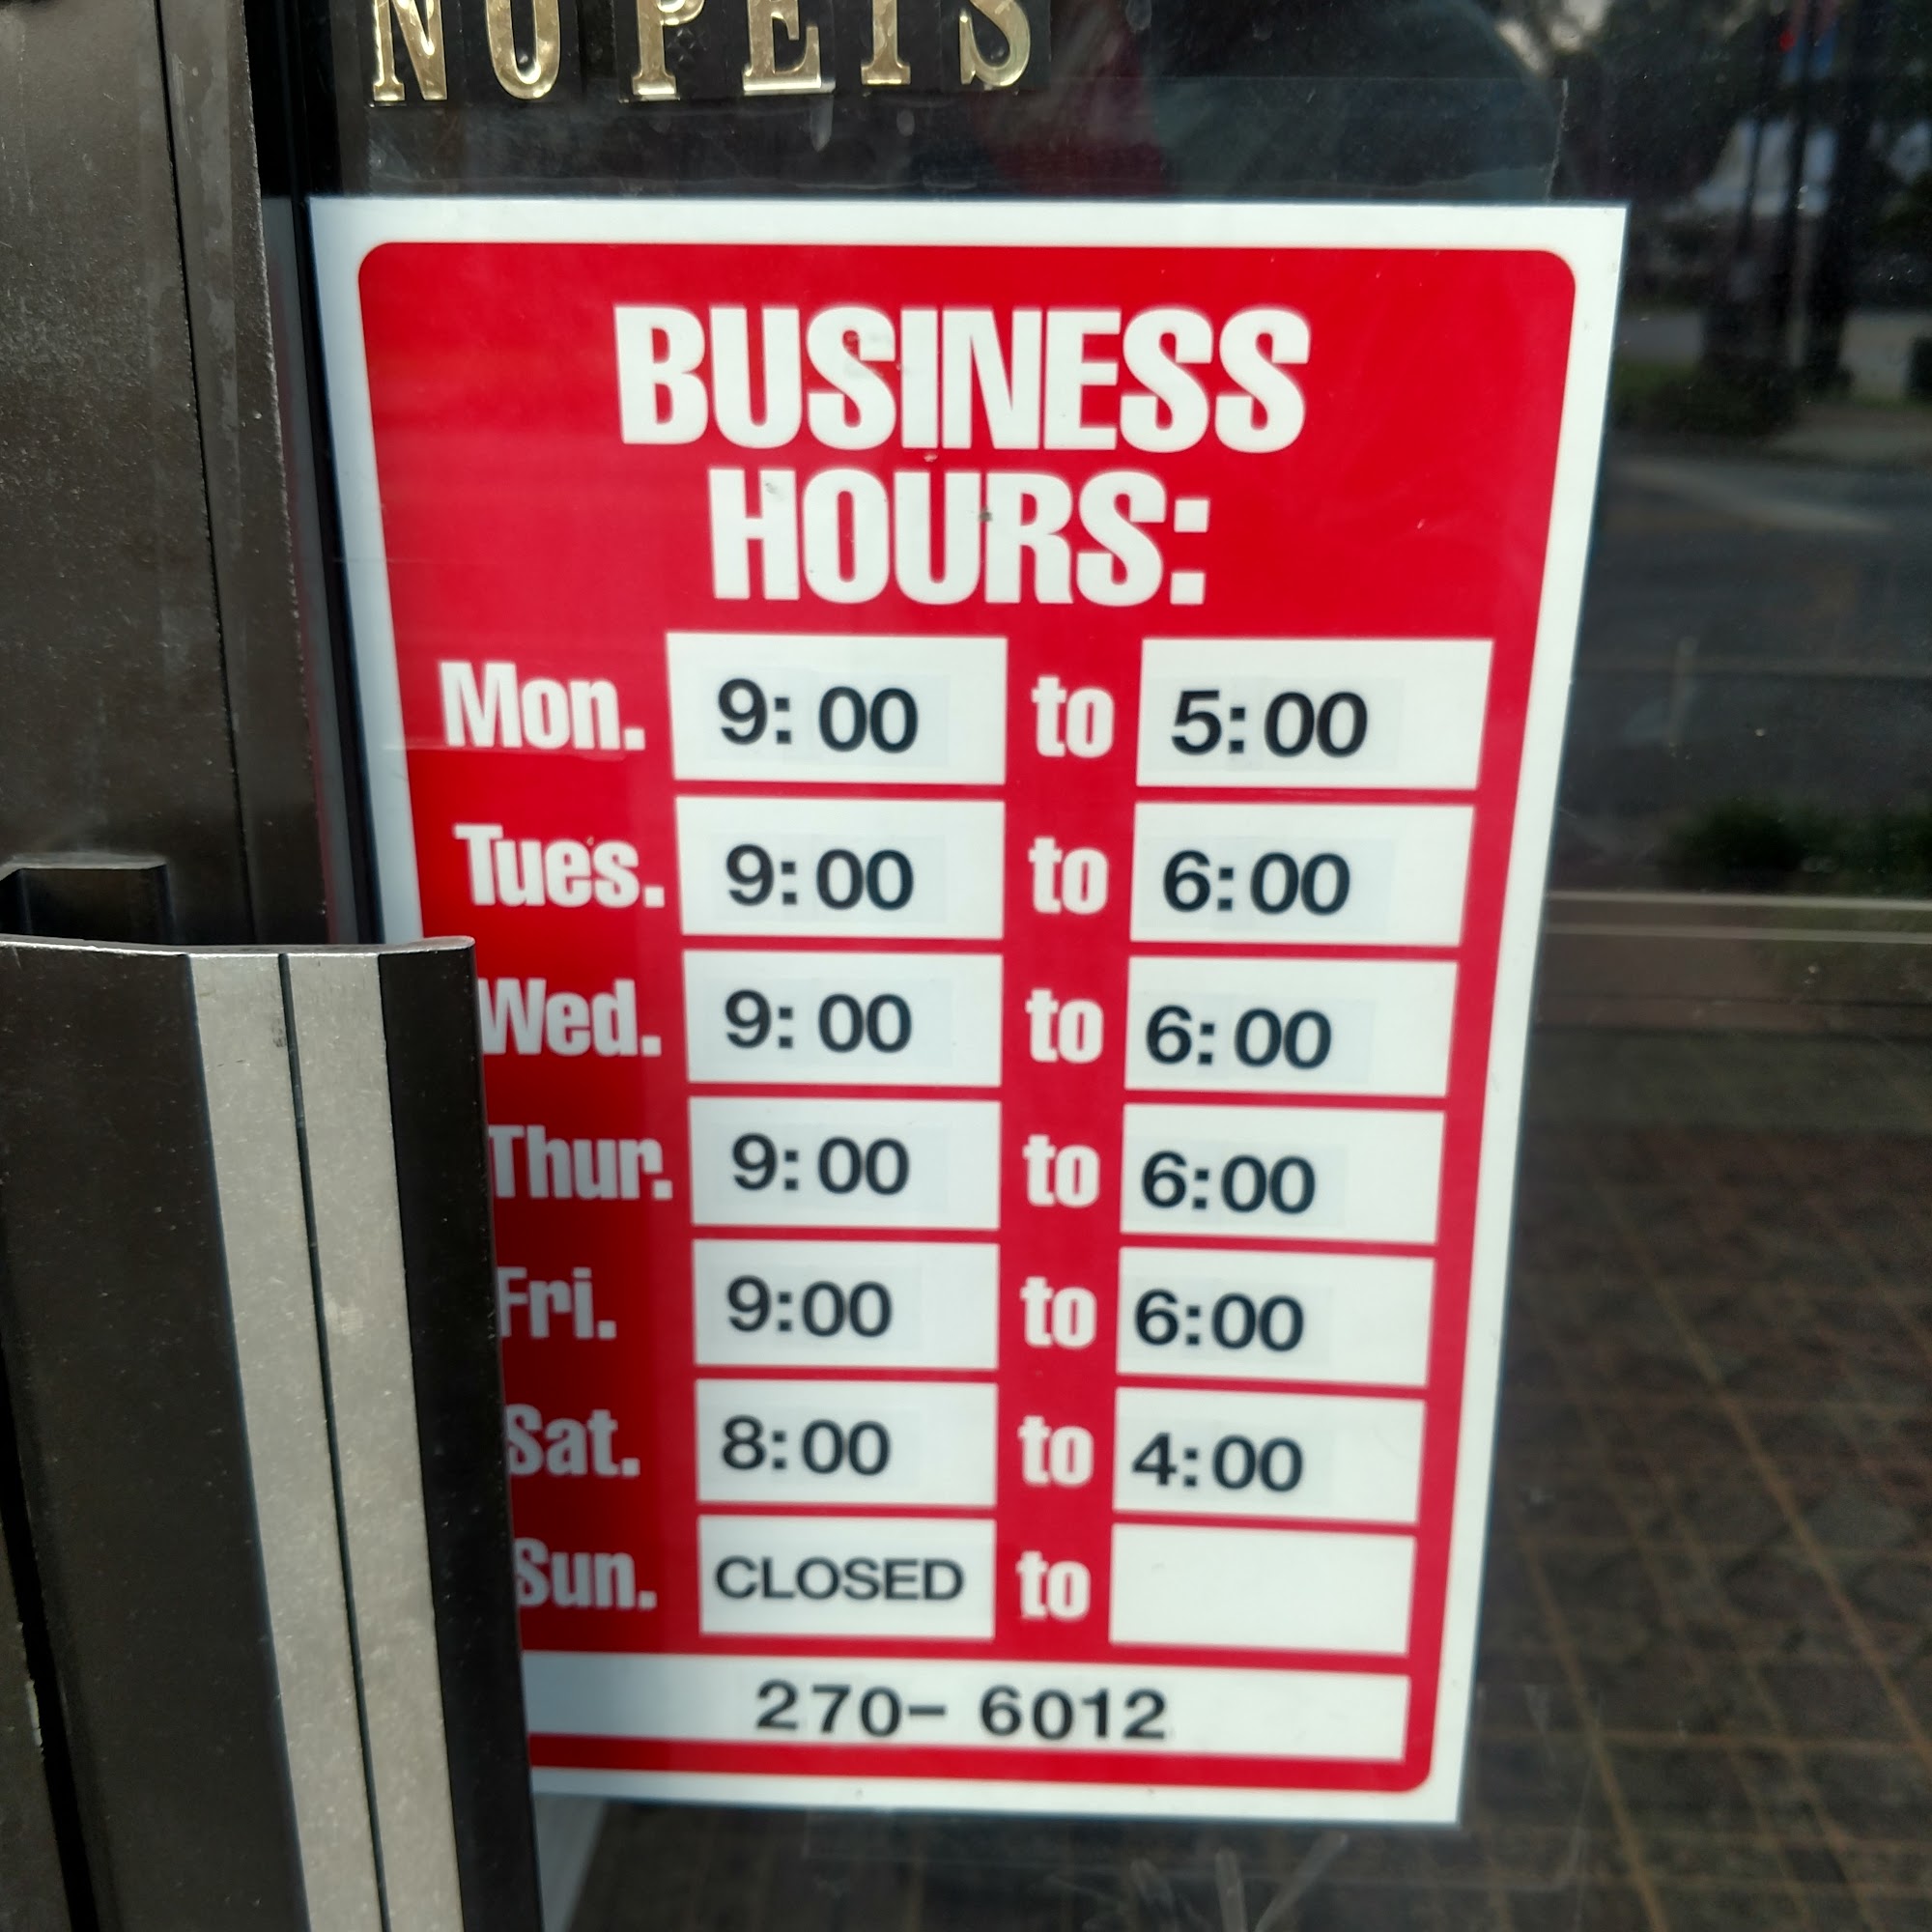 NO PETS
BUSINESS
HOURS:
Mon. 9:00 to 5:00
Tues. 9:00 to 6:00
Wed. 9:00 to 6:00
Thur. 9:00 to 6:00
Fri. 9:00 to 6:00
Sat. 8:00 to 4:00
Sun. CLOSED to
270- 6012